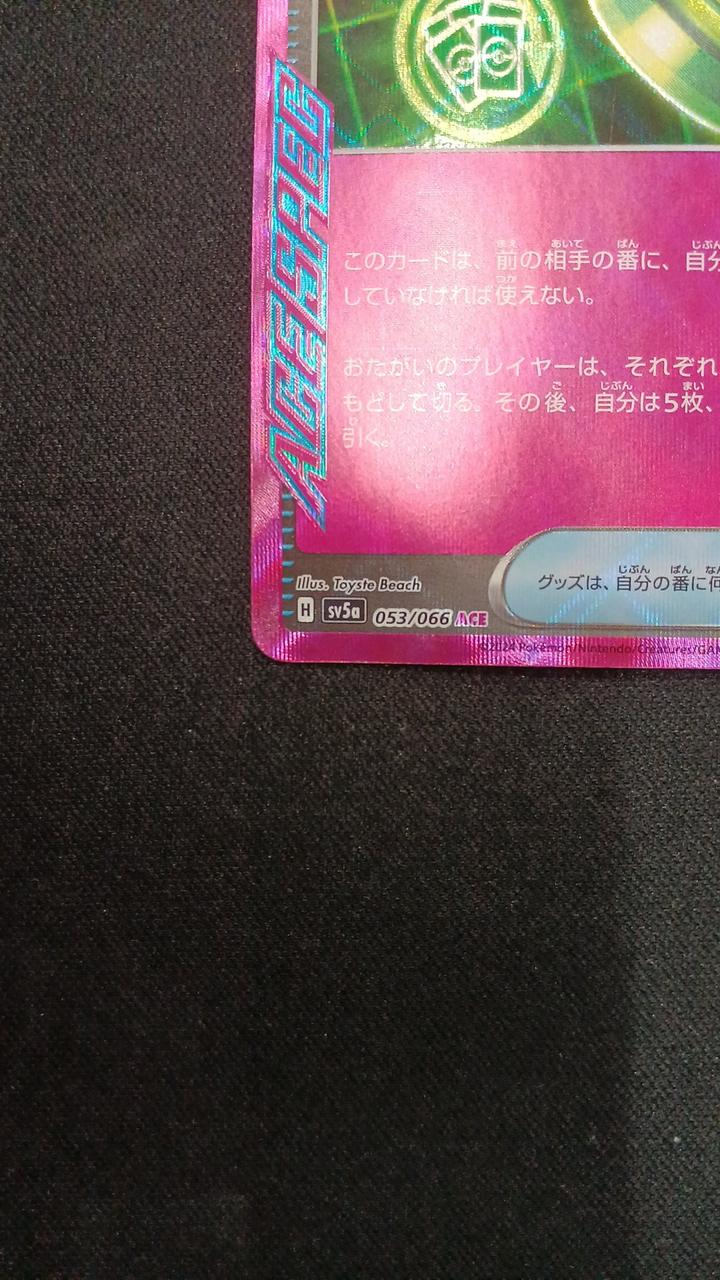 ACE SPEC
このカードは、前の相手の番に、自分
していなければ使えない。
おたがいのプレイヤーは、それぞれ
もどして切る。その後、自分は5枚、
引く。
グッズは、自分の番に何
Illus. Toyste Beach
H sv5a 053/066 ACE
©2024 Pokémon/Nintendo/Creatures/GAM